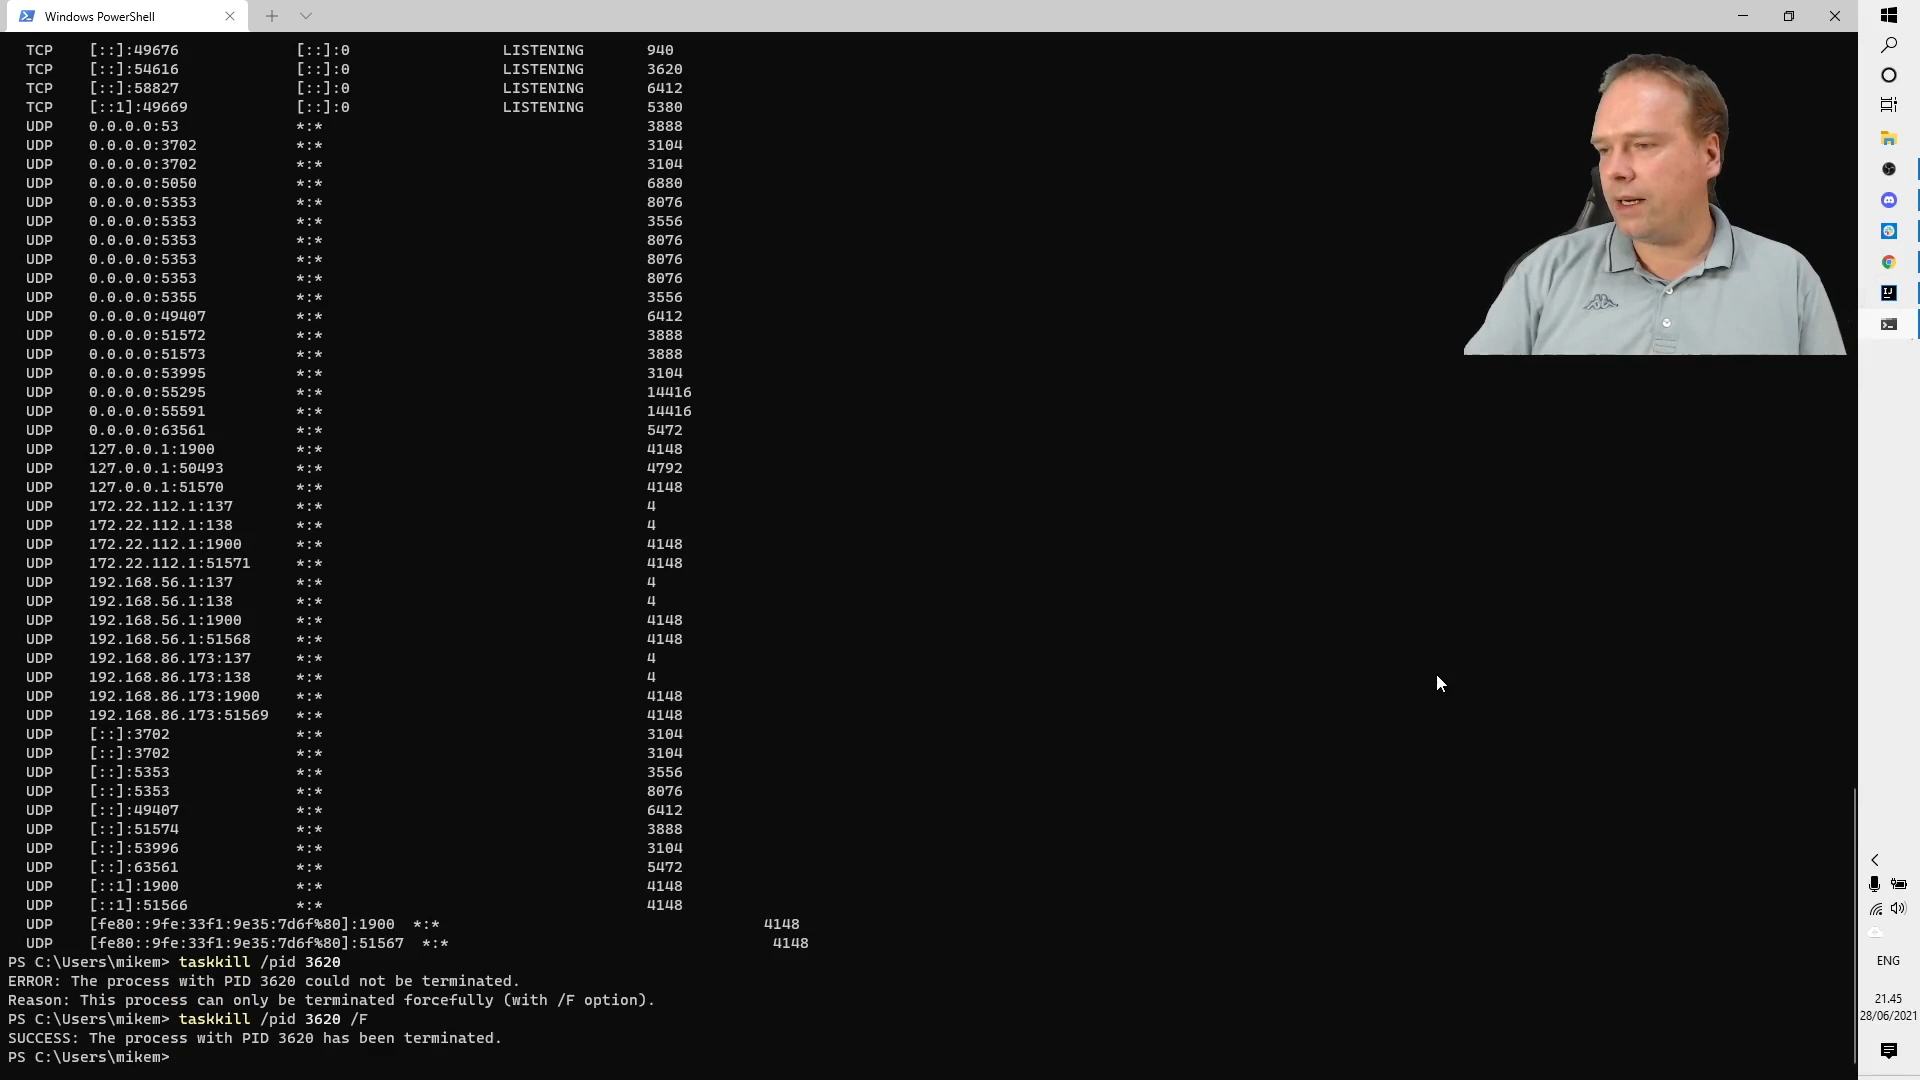 Windows PowerShell
TCP [::]:49676 [::]:0 LISTENING 940
TCP [::]:54616 [::]:0 LISTENING 3620
TCP [::]:58827 [::]:0 LISTENING 6412
TCP [::1]:49669 [::]:0 LISTENING 5380
UDP 0.0.0.0:53 *:* 3888
UDP 0.0.0.0:3702 *:* 3104
UDP 0.0.0.0:3702 *:* 3104
UDP 0.0.0.0:5050 *:* 6880
UDP 0.0.0.0:5353 *:* 8076
UDP 0.0.0.0:5353 *:* 3556
UDP 0.0.0.0:5353 *:* 8076
UDP 0.0.0.0:5353 *:* 8076
UDP 0.0.0.0:5353 *:* 8076
UDP 0.0.0.0:5355 *:* 3556
UDP 0.0.0.0:49407 *:* 6412
UDP 0.0.0.0:51572 *:* 3888
UDP 0.0.0.0:51573 *:* 3888
UDP 0.0.0.0:53995 *:* 3104
UDP 0.0.0.0:55295 *:* 14416
UDP 0.0.0.0:55591 *:* 14416
UDP 0.0.0.0:63561 *:* 5472
UDP 127.0.0.1:1900 *:* 4148
UDP 127.0.0.1:50493 *:* 4792
UDP 127.0.0.1:51570 *:* 4148
UDP 172.22.112.1:137 *:* 4
UDP 172.22.112.1:138 *:* 4
UDP 172.22.112.1:1900 *:* 4148
UDP 172.22.112.1:51571 *:* 4148
UDP 192.168.56.1:137 *:* 4
UDP 192.168.56.1:138 *:* 4
UDP 192.168.56.1:1900 *:* 4148
UDP 192.168.56.1:51568 *:* 4148
UDP 192.168.86.173:137 *:* 4
UDP 192.168.86.173:138 *:* 4
UDP 192.168.86.173:1900 *:* 4148
UDP 192.168.86.173:51569 *:* 4148
UDP [::]:3702 *:* 3104
UDP [::]:3702 *:* 3104
UDP [::]:5353 *:* 3556
UDP [::]:5353 *:* 8076
UDP [::]:49407 *:* 6412
UDP [::]:51574 *:* 3888
UDP [::]:53996 *:* 3104
UDP [::]:63561 *:* 5472
UDP [::1]:1900 *:* 4148
UDP [::1]:51566 *:* 4148
UDP [fe80::9fe:33f1:9e35:7d6f%80]:1900 *:* 4148
UDP [fe80::9fe:33f1:9e35:7d6f%80]:51567 *:* 4148
PS C:\Users\mikem> taskkill /pid 3620
ERROR: The process with PID 3620 could not be terminated.
Reason: This process can only be terminated forcefully (with /F option).
PS C:\Users\mikem> taskkill /pid 3620 /F
SUCCESS: The process with PID 3620 has been terminated.
PS C:\Users\mikem>
ENG
21.45
28/06/2021